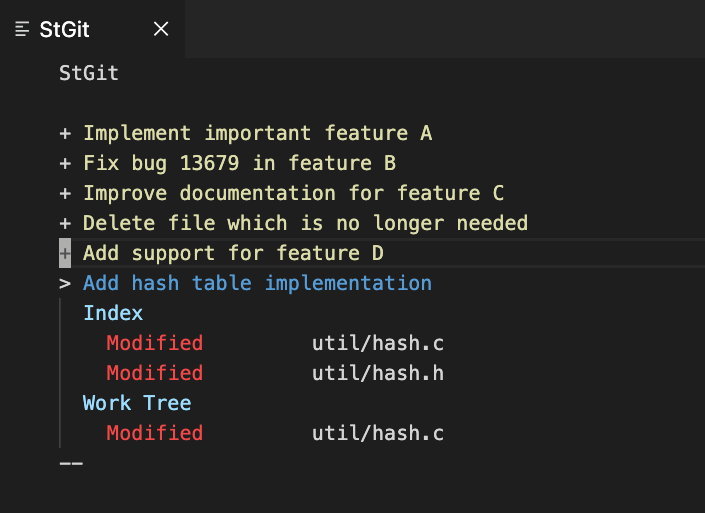 StGit
StGit
+ Implement important feature A
+ Fix bug 13679 in feature B
+ Improve documentation for feature C
+ Delete file which is no longer needed
+ Add support for feature D
> Add hash table implementation
Index
Modified util/hash.c
Modified util/hash.h
Work Tree
Modified util/hash.c
--